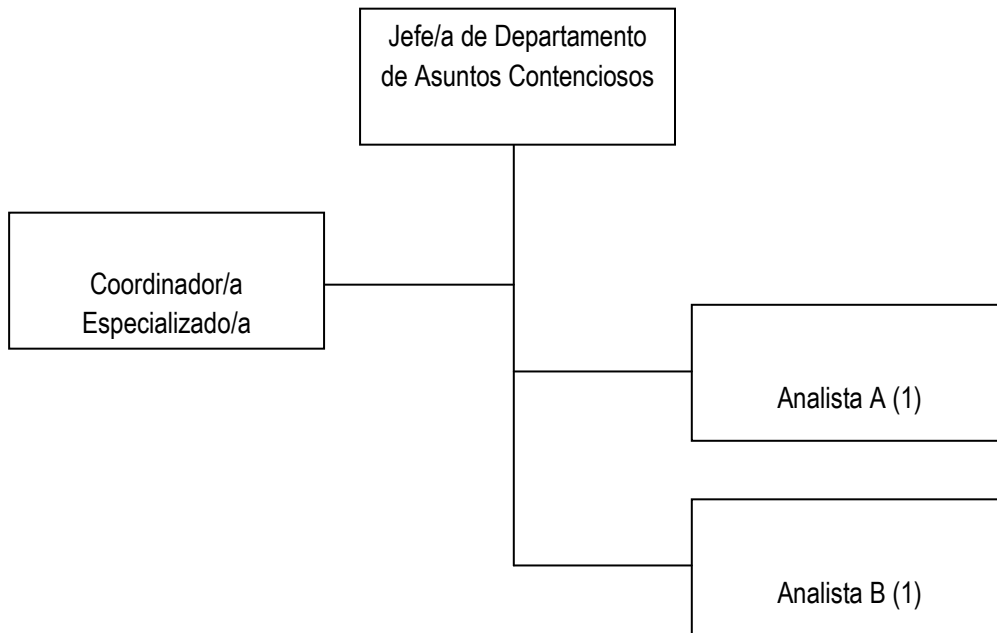 Jefe/a de Departamento
de Asuntos Contenciosos
Coordinador/a
Especializado/a
Analista A (1)
Analista B (1)